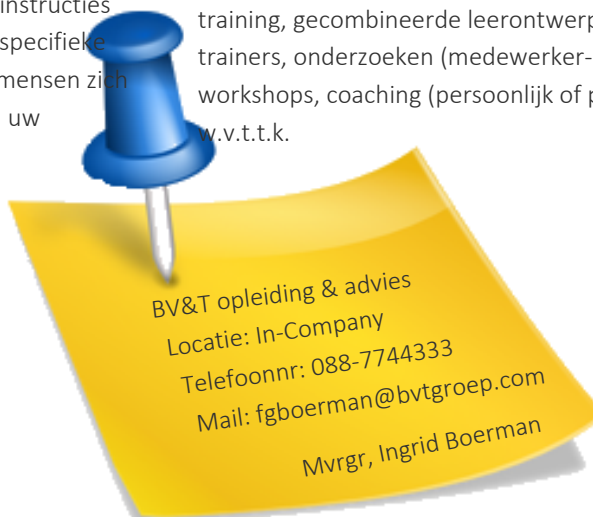 instructies
specifieke
mensen zich
uw
training, gecombineerde leerontwerp
trainers, onderzoeken (medewerker-
workshops, coaching (persoonlijk of p
w.v.t.t.k.
BV&T opleiding & advies
Locatie: In-Company
Telefoonnr: 088-7744333
Mail: fgboerman@bvtgroep.com
Mvrgr, Ingrid Boerman